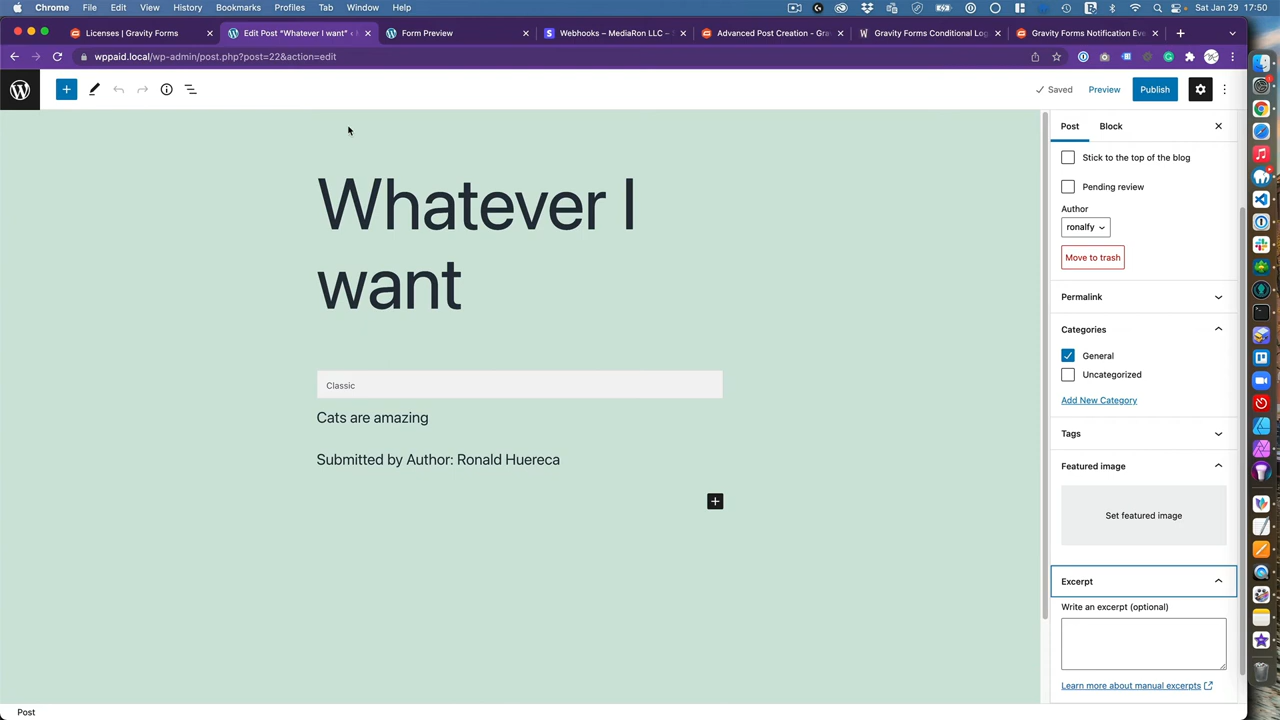 Chrome File Edit View History Bookmarks Profiles Tab Window Help Sat Jan 29 17:50
Licenses | Gravity Forms
Edit Post "Whatever I want" ‹
Form Preview
Webhooks – MediaRon LLC – S
Advanced Post Creation - Grav
Gravity Forms Conditional Log
Gravity Forms Notification Eve
wppaid.local/wp-admin/post.php?post=22&action=edit
Saved Preview Publish
Post Block
Whatever I
want
Classic
Cats are amazing
Submitted by Author: Ronald Huereca
Stick to the top of the blog
Pending review
Author
ronalfy
Move to trash
Permalink
Categories
General
Uncategorized
Add New Category
Tags
Featured image
Set featured image
Excerpt
Write an excerpt (optional)
Learn more about manual excerpts
Post